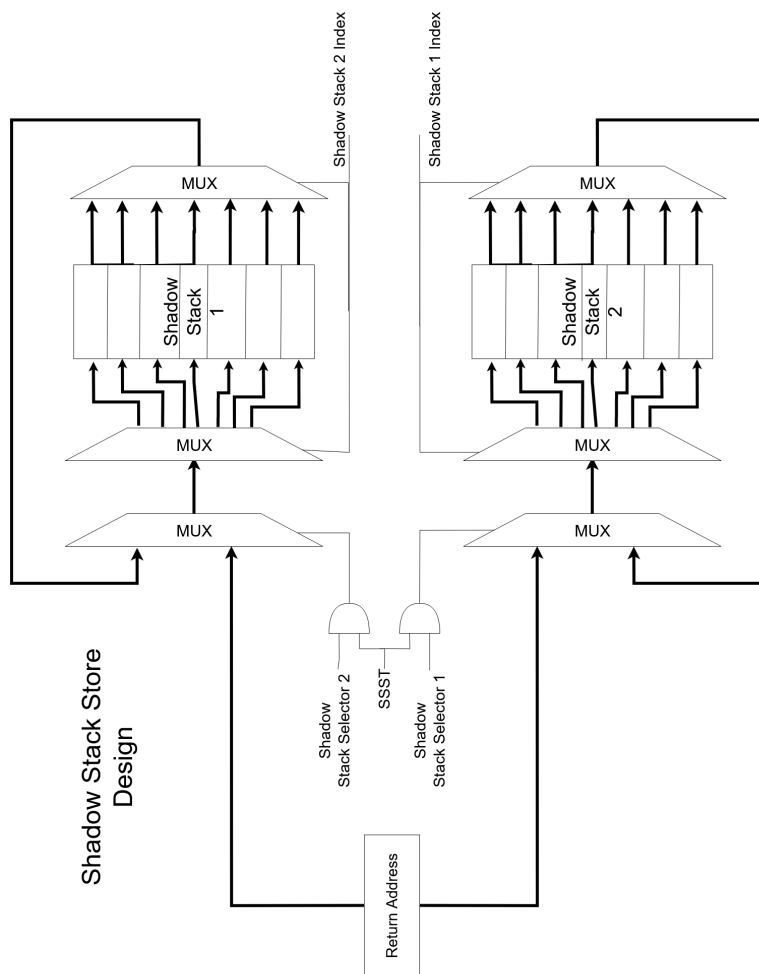 Shadow Stack 2 Index
Shadow Stack 1 Index
MUX
MUX
Shadow
Stack
1
Shadow
Stack
2
MUX
MUX
MUX
MUX
Shadow
Stack Selector 2
SSST
Shadow
Stack Selector 1
Shadow Stack Store
Design
Return Address